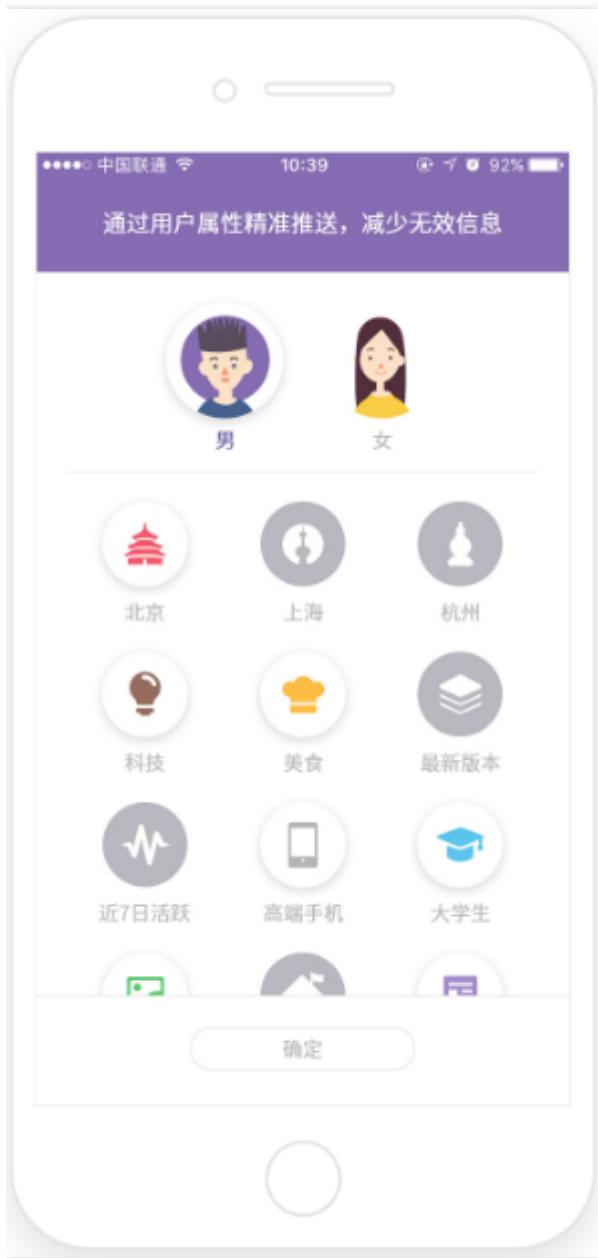 中国联通 10:39 92%
通过用户属性精准推送，减少无效信息
男 女
北京 上海 杭州
科技 美食 最新版本
近7日活跃 高端手机 大学生
确定